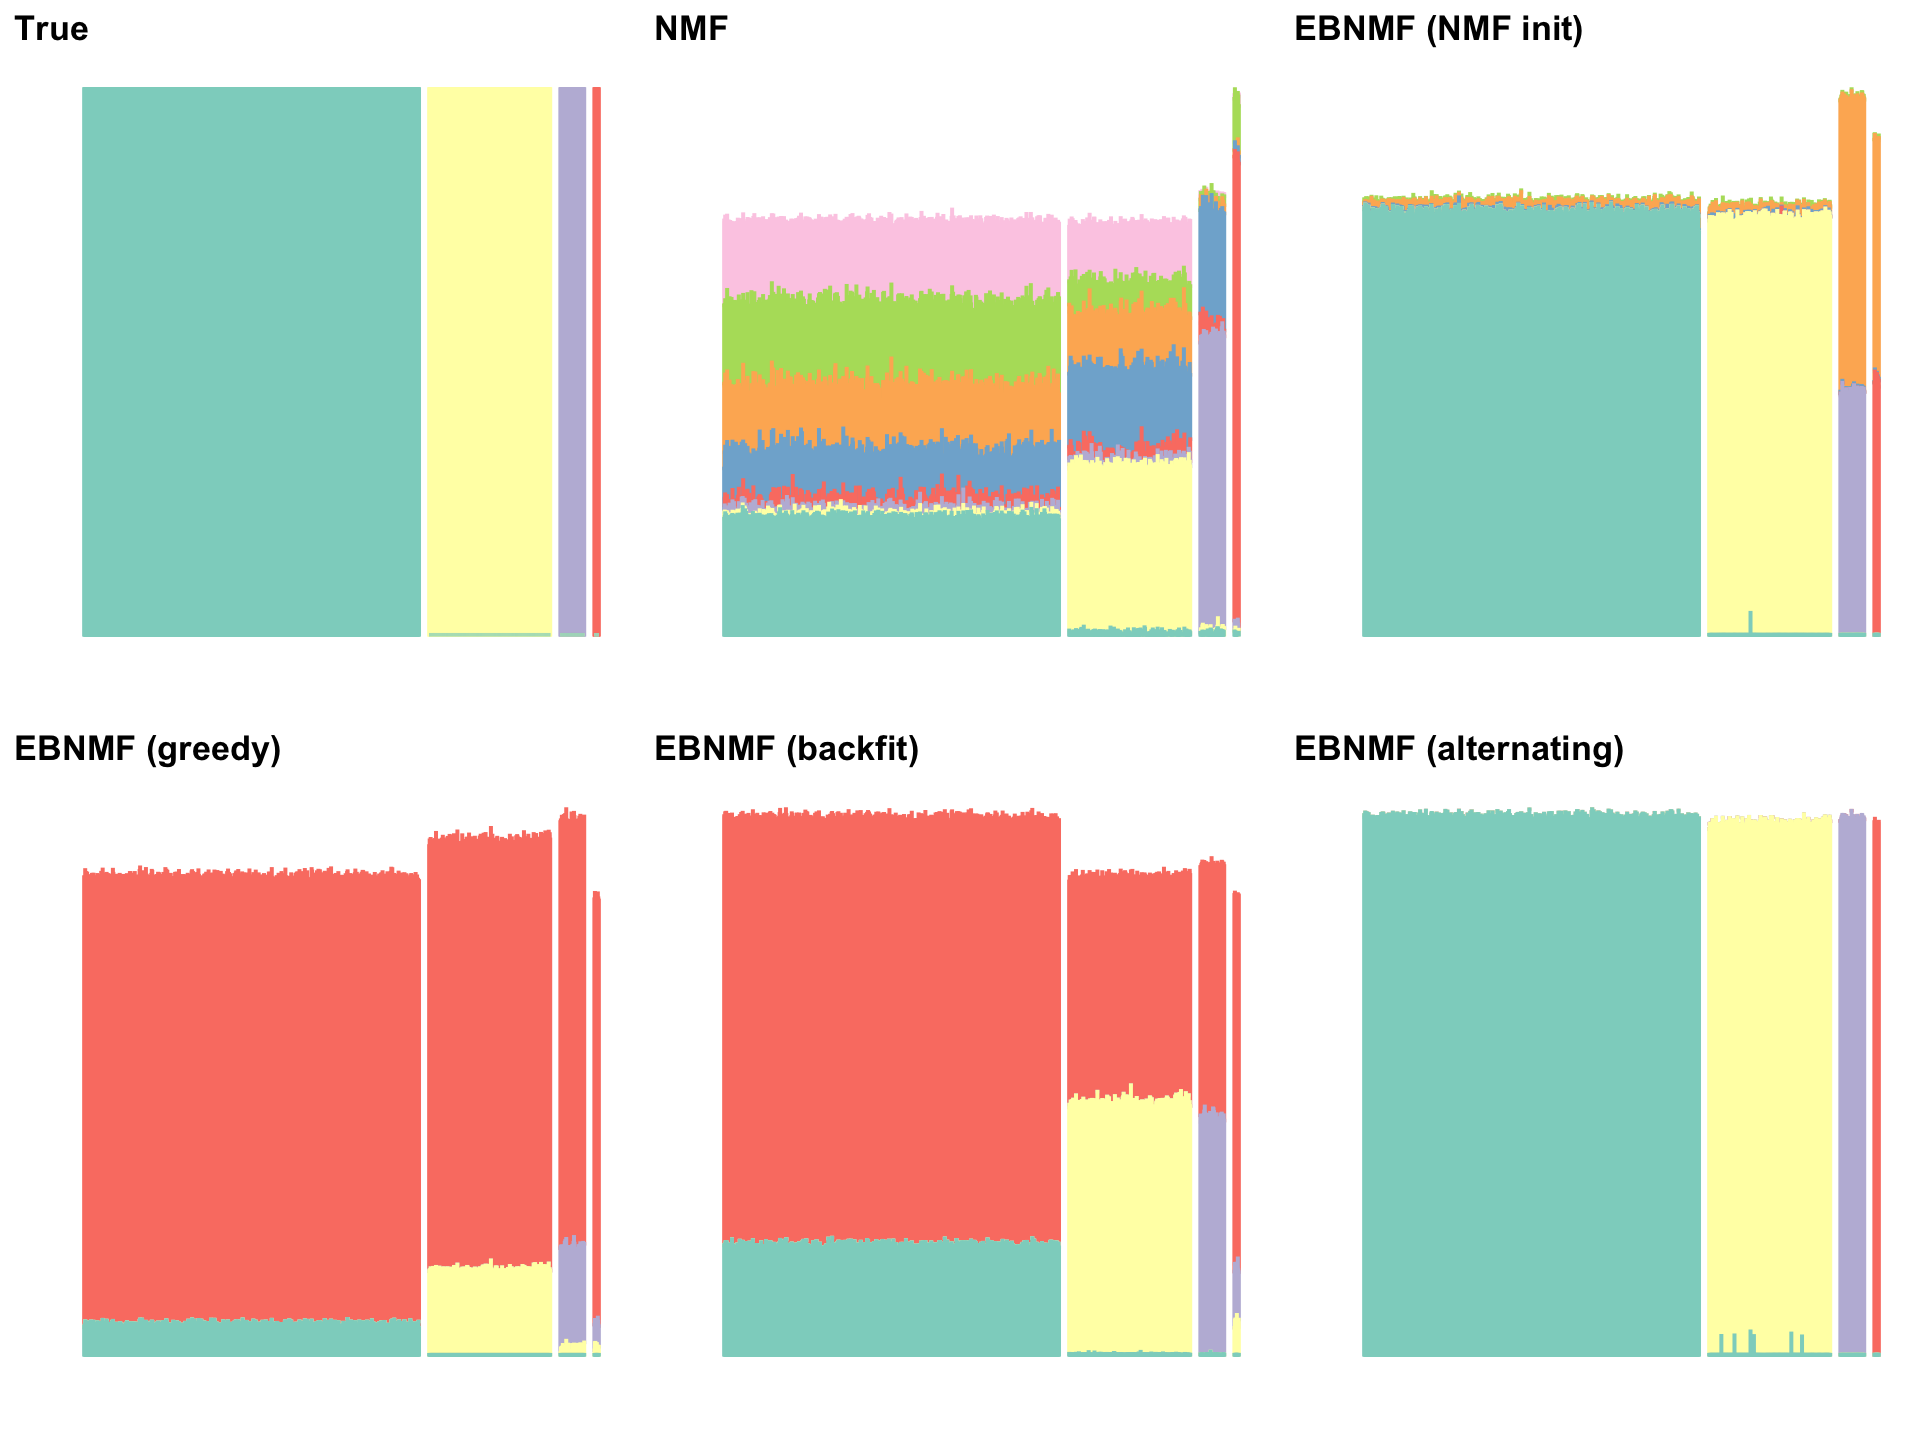 True
NMF
EBNMF (NMF init)
EBNMF (greedy)
EBNMF (backfit)
EBNMF (alternating)